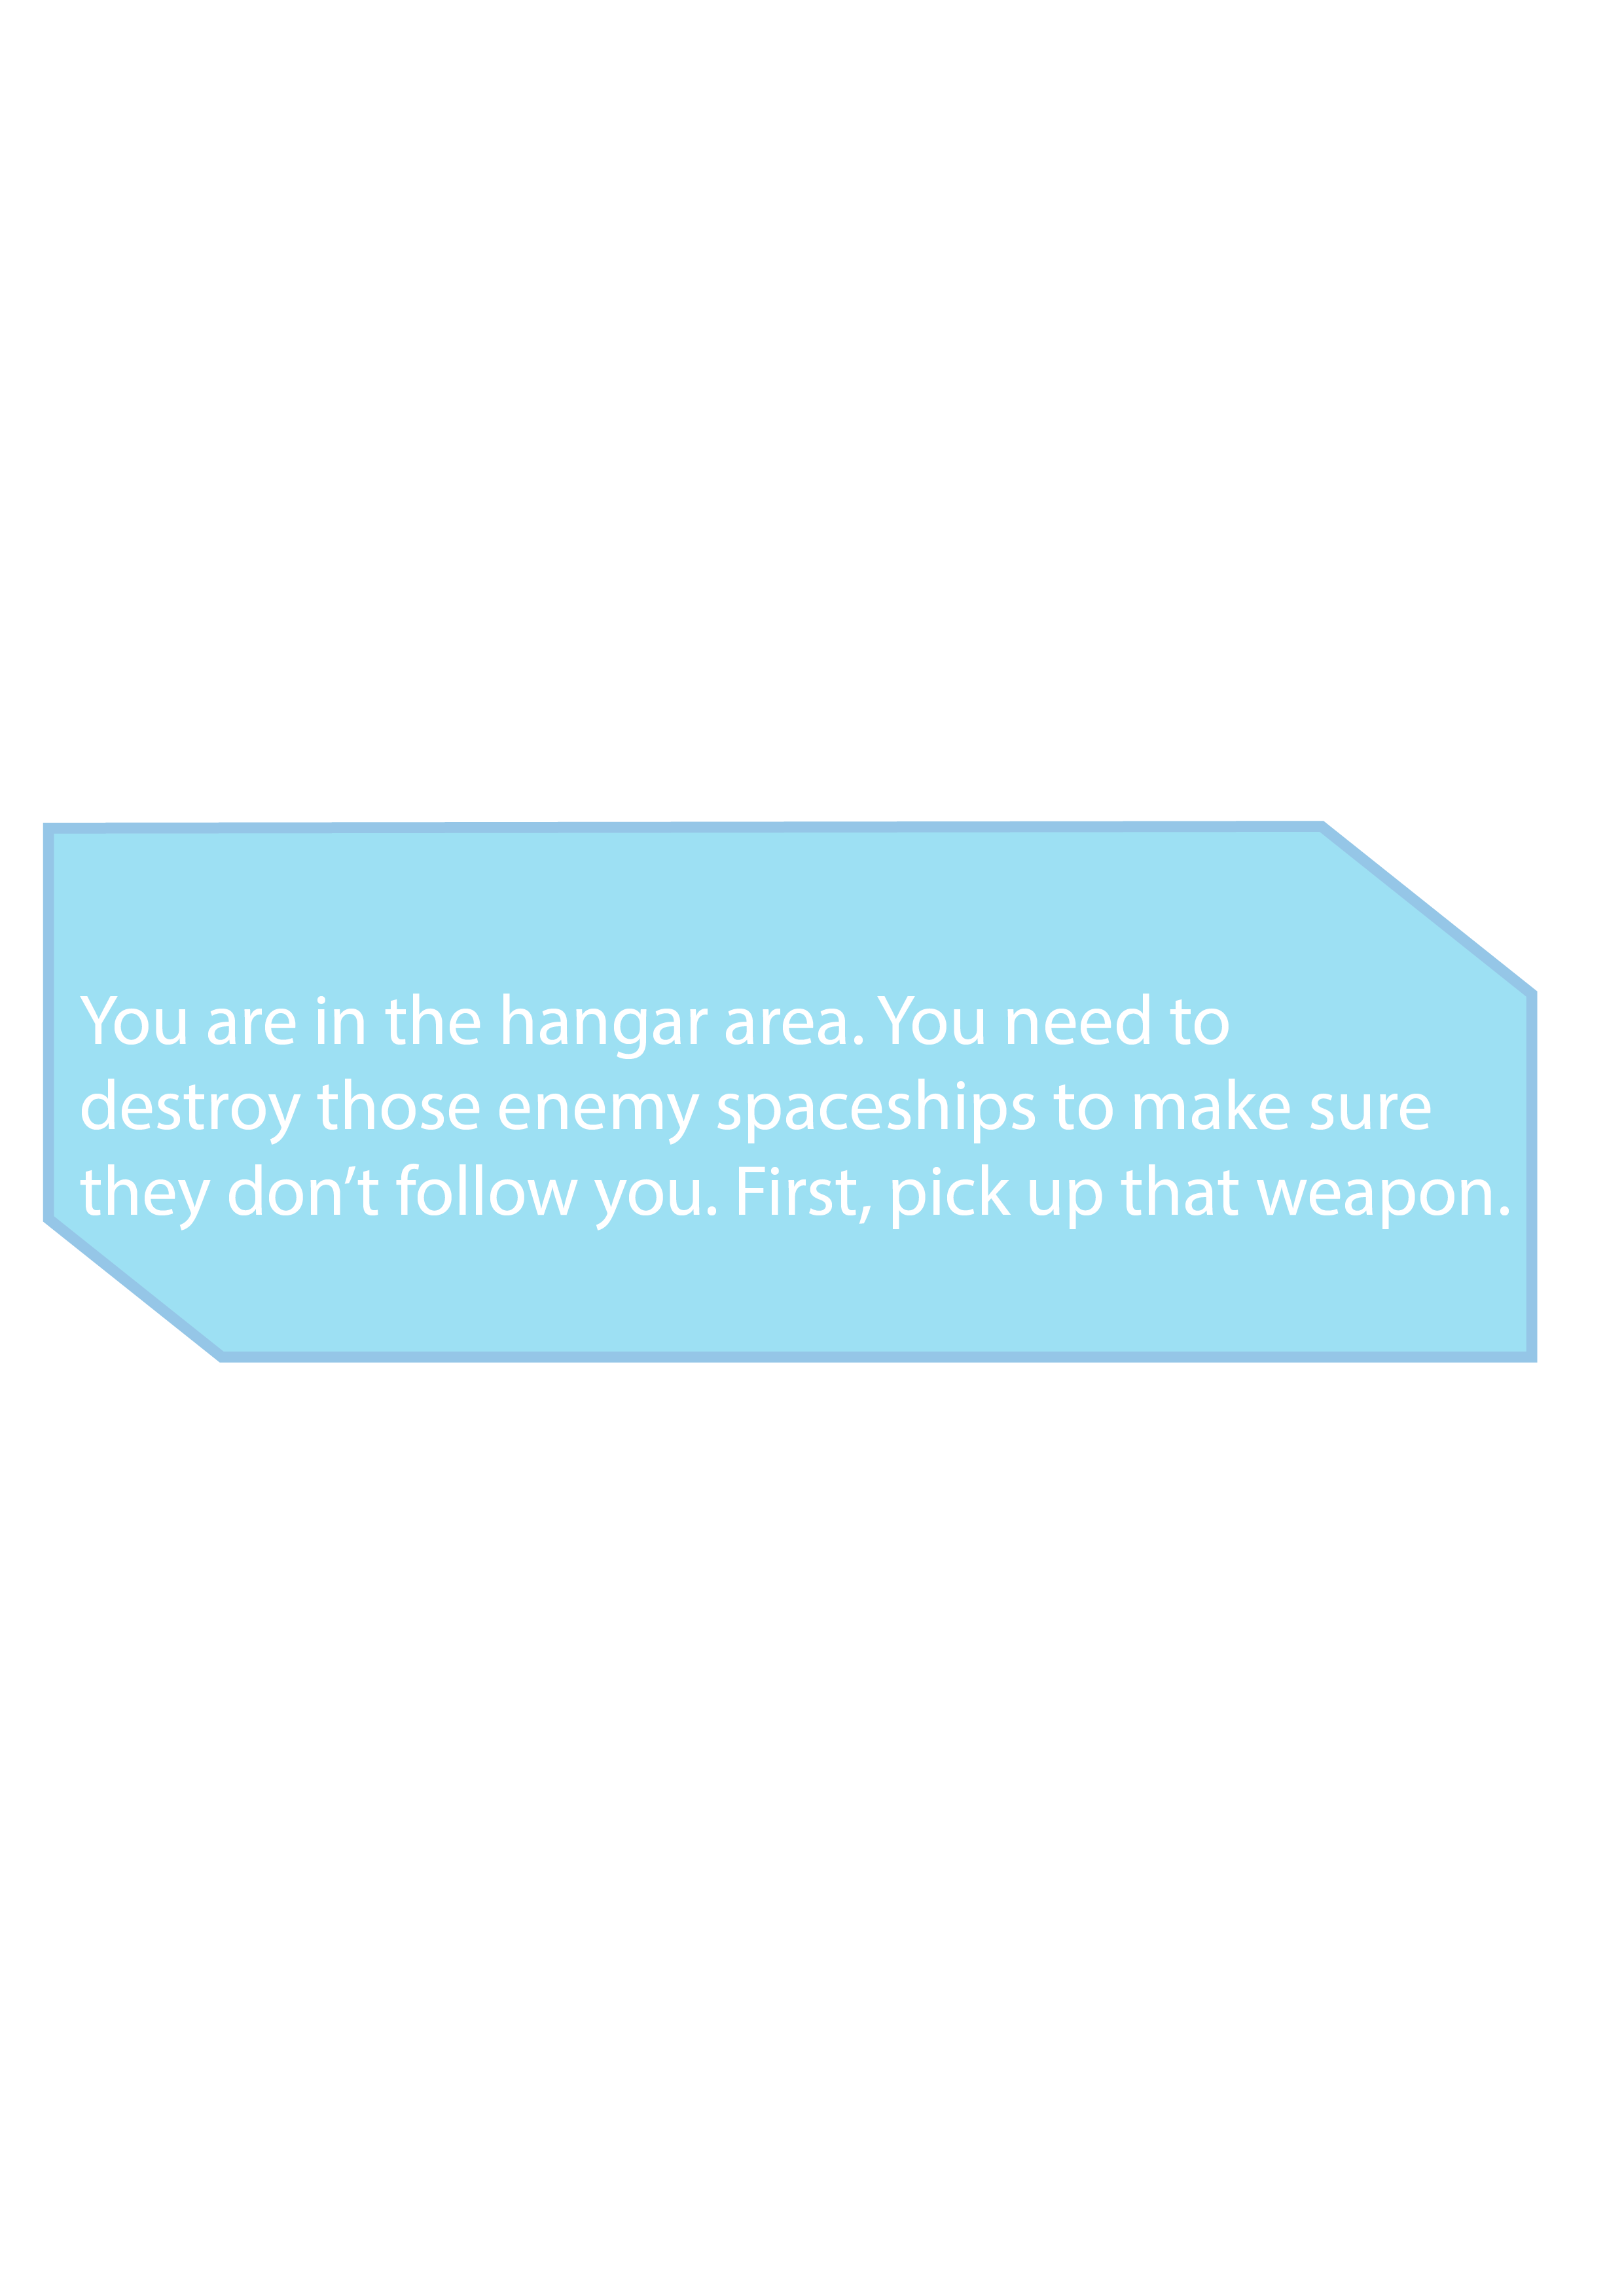 You are in the hangar area. You need to
destroy those enemy spaceships to make sure
they don’t follow you. First, pick up that weapon.